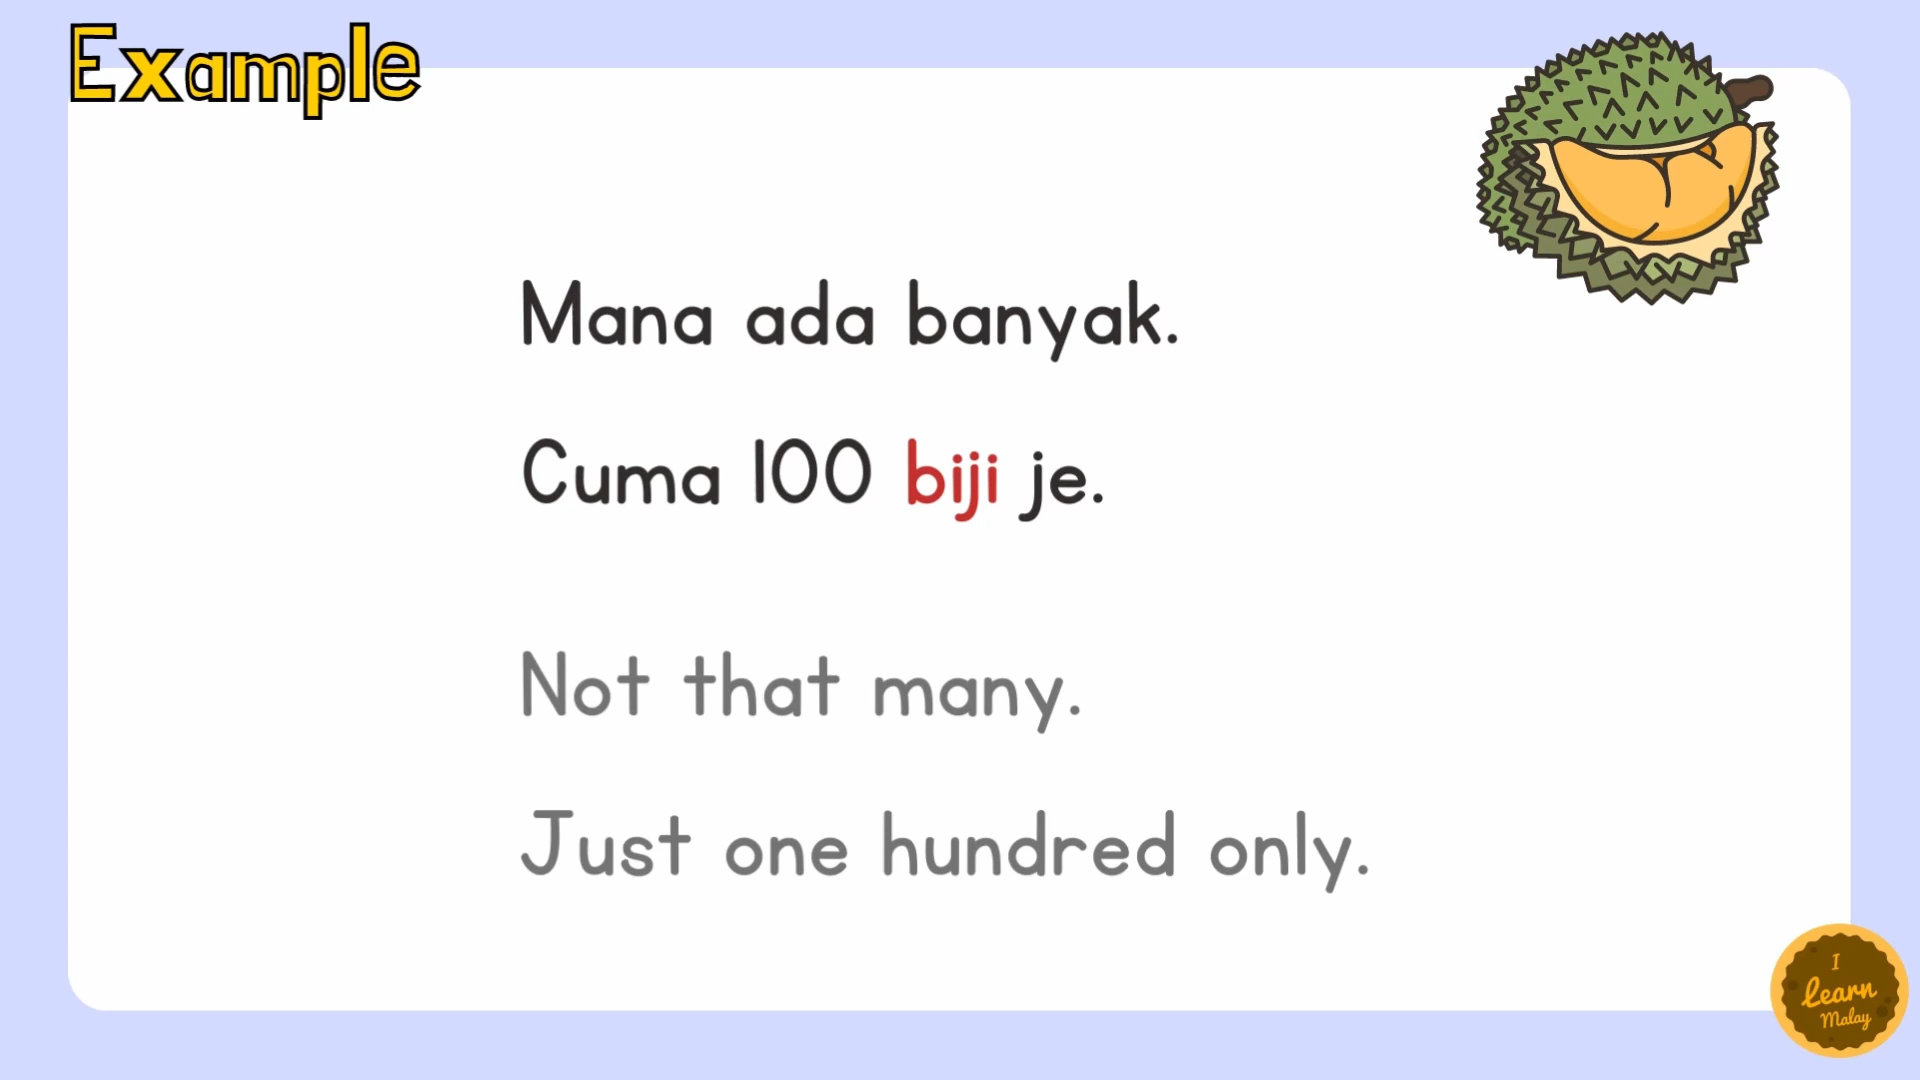 Example
Mana ada banyak.
Cuma 100 biji je.
Not that many.
Just one hundred only.
I
Learn
Malay